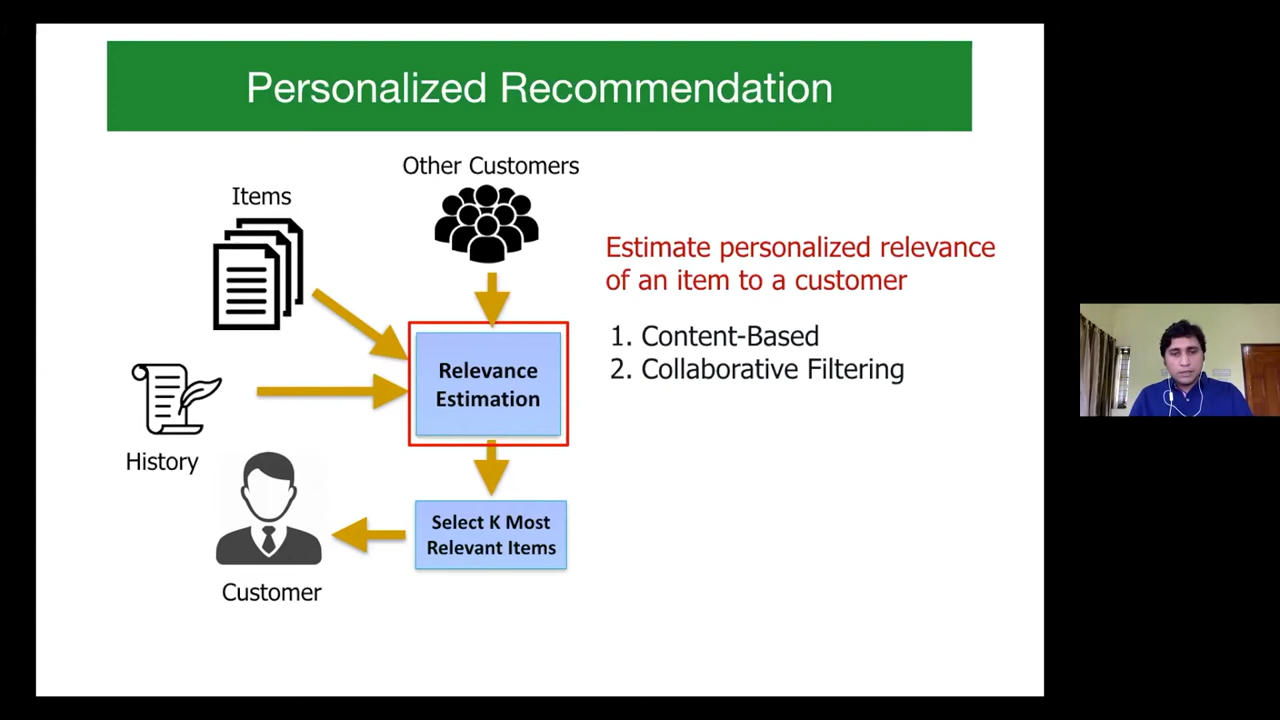 Personalized Recommendation
Other Customers
Items
Estimate personalized relevance
of an item to a customer
1. Content-Based
2. Collaborative Filtering
Relevance
Estimation
History
Select K Most
Relevant Items
Customer